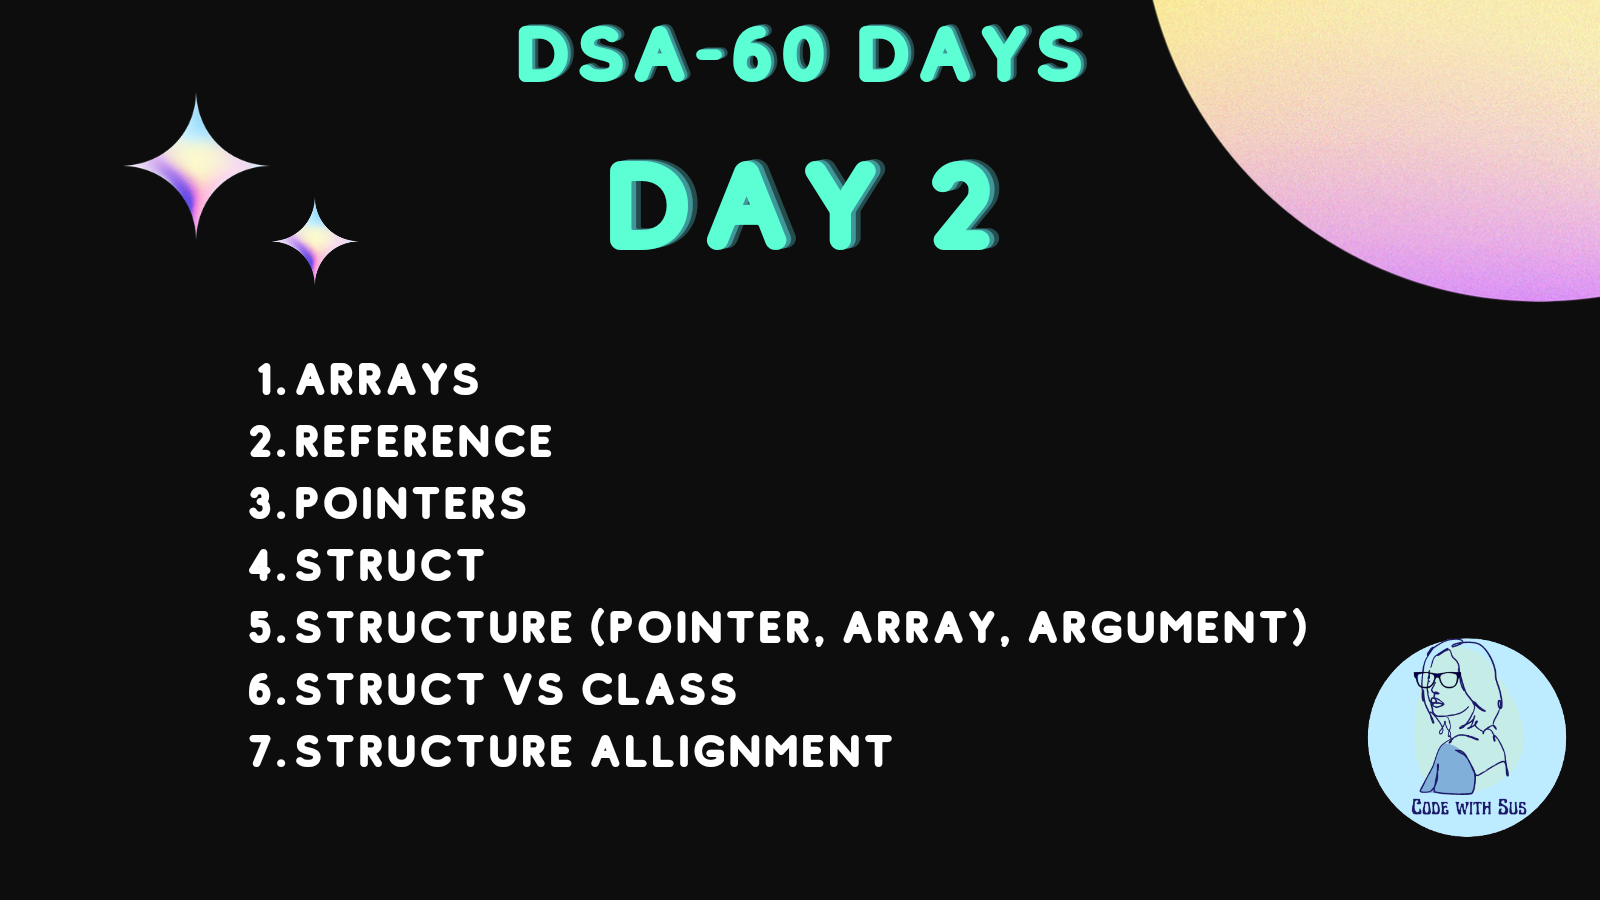 DSA-60 DAYS
DAY 2
1. ARRAYS
2. REFERENCE
3. POINTERS
4. STRUCT
5. STRUCTURE (POINTER, ARRAY, ARGUMENT)
6. STRUCT VS CLASS
7. STRUCTURE ALLIGNMENT
CODE WITH SUS